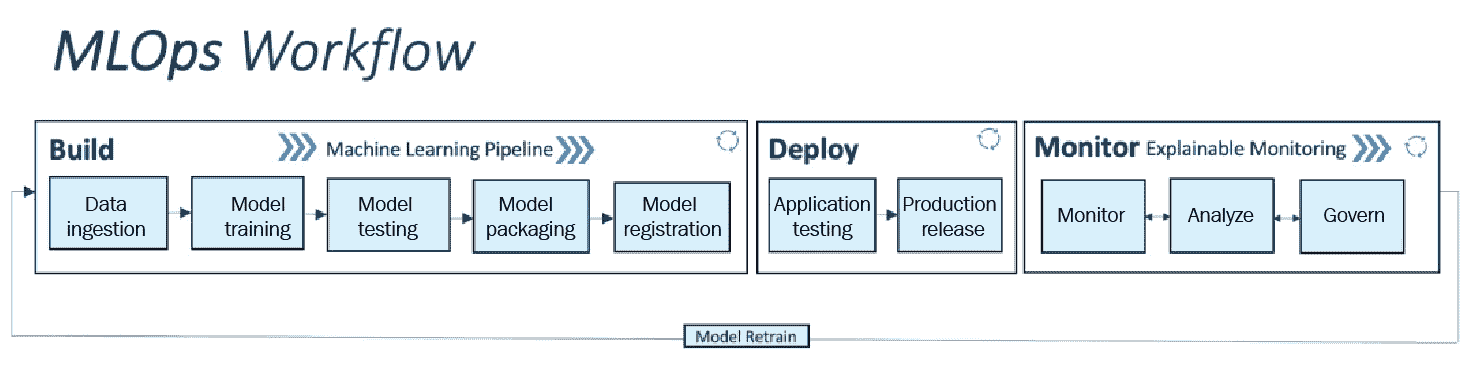 MLOps Workflow
Build
Machine Learning Pipeline
Data
ingestion
Model
training
Model
testing
Model
packaging
Model
registration
Deploy
Application
testing
Production
release
Monitor Explainable Monitoring
Monitor
Analyze
Govern
Model Retrain